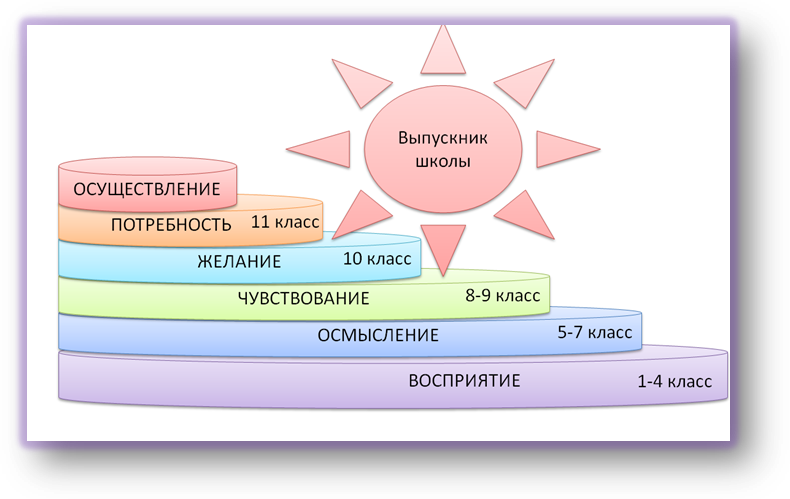 Выпускник
школы
ОСУЩЕСТВЛЕНИЕ
ПОТРЕБНОСТЬ 11 класс
ЖЕЛАНИЕ 10 класс
ЧУВСТВОВАНИЕ 8-9 класс
ОСМЫСЛЕНИЕ 5-7 класс
ВОСПРИЯТИЕ 1-4 класс